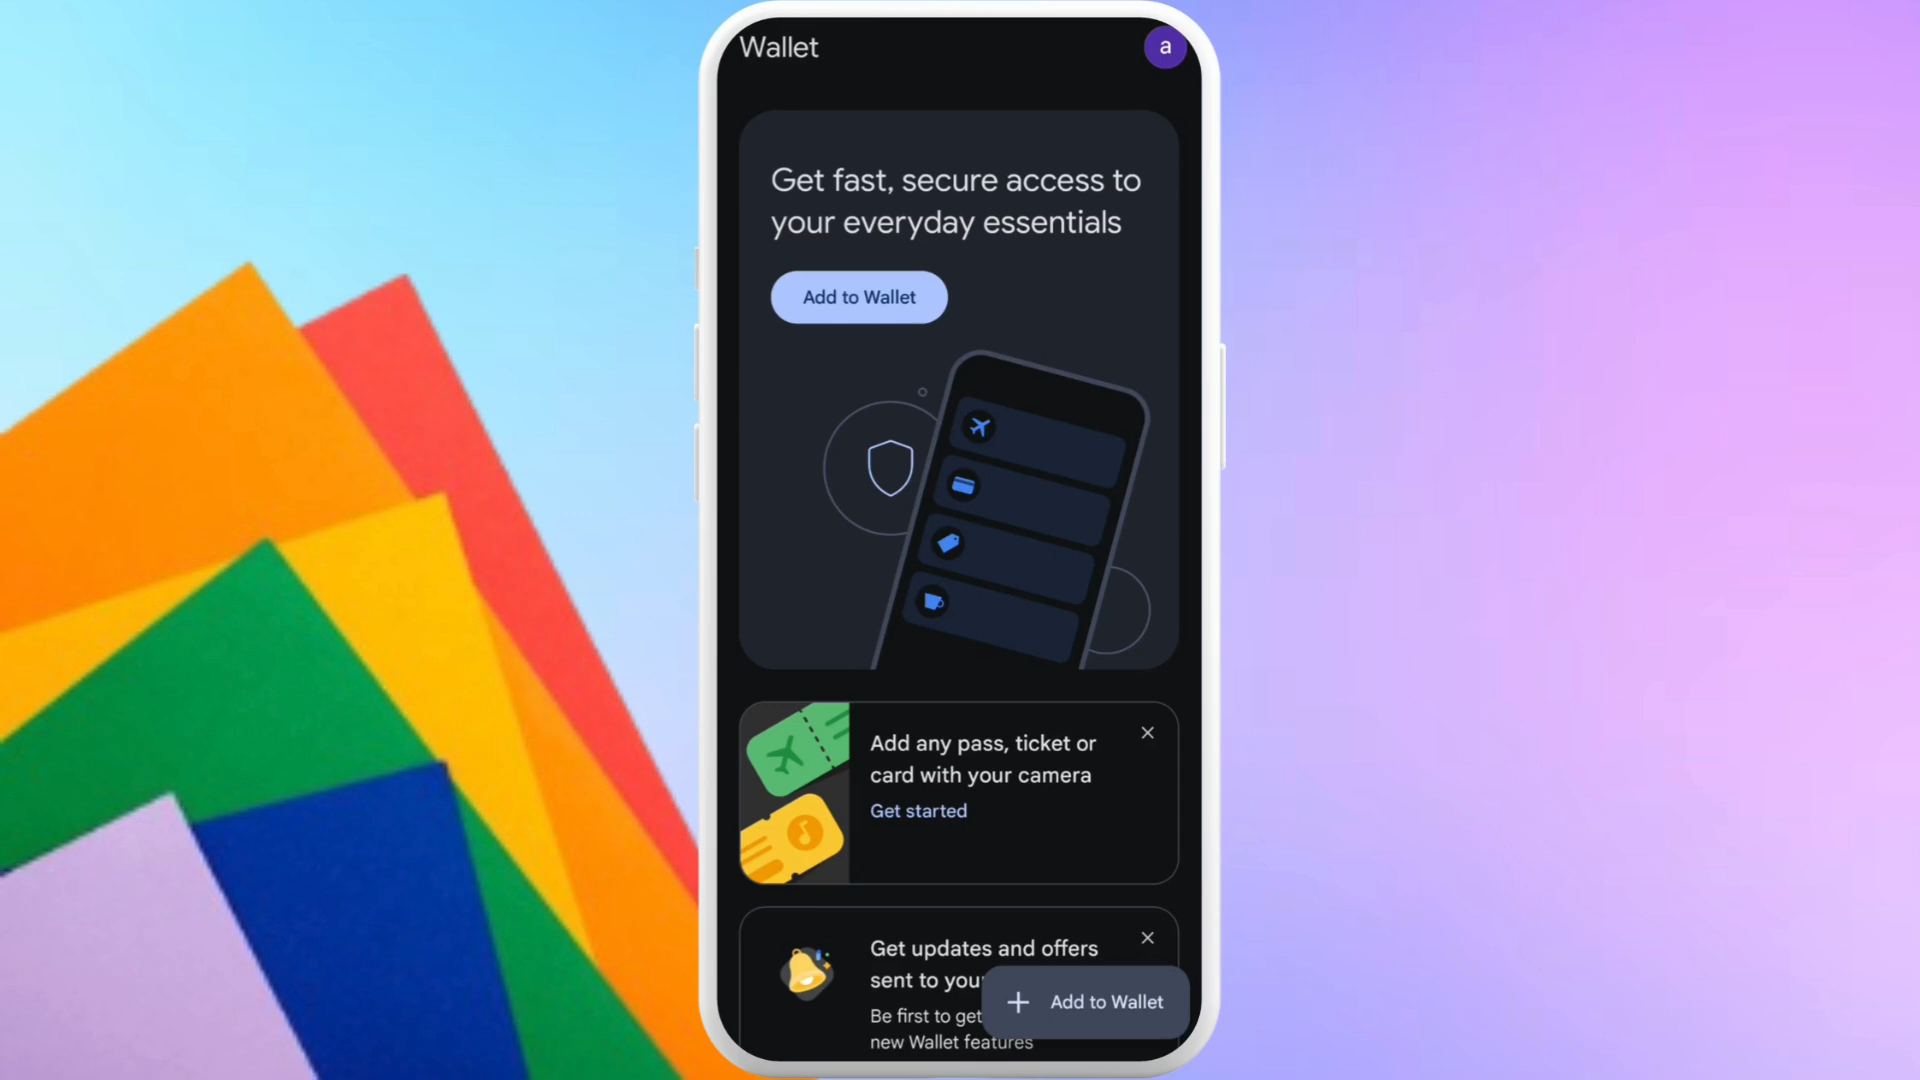 Wallet
a
Get fast, secure access to
your everyday essentials
Add to Wallet
Add any pass, ticket or
card with your camera
Get started
Get updates and offers
sent to your
Be first to get
new Wallet features
Add to Wallet